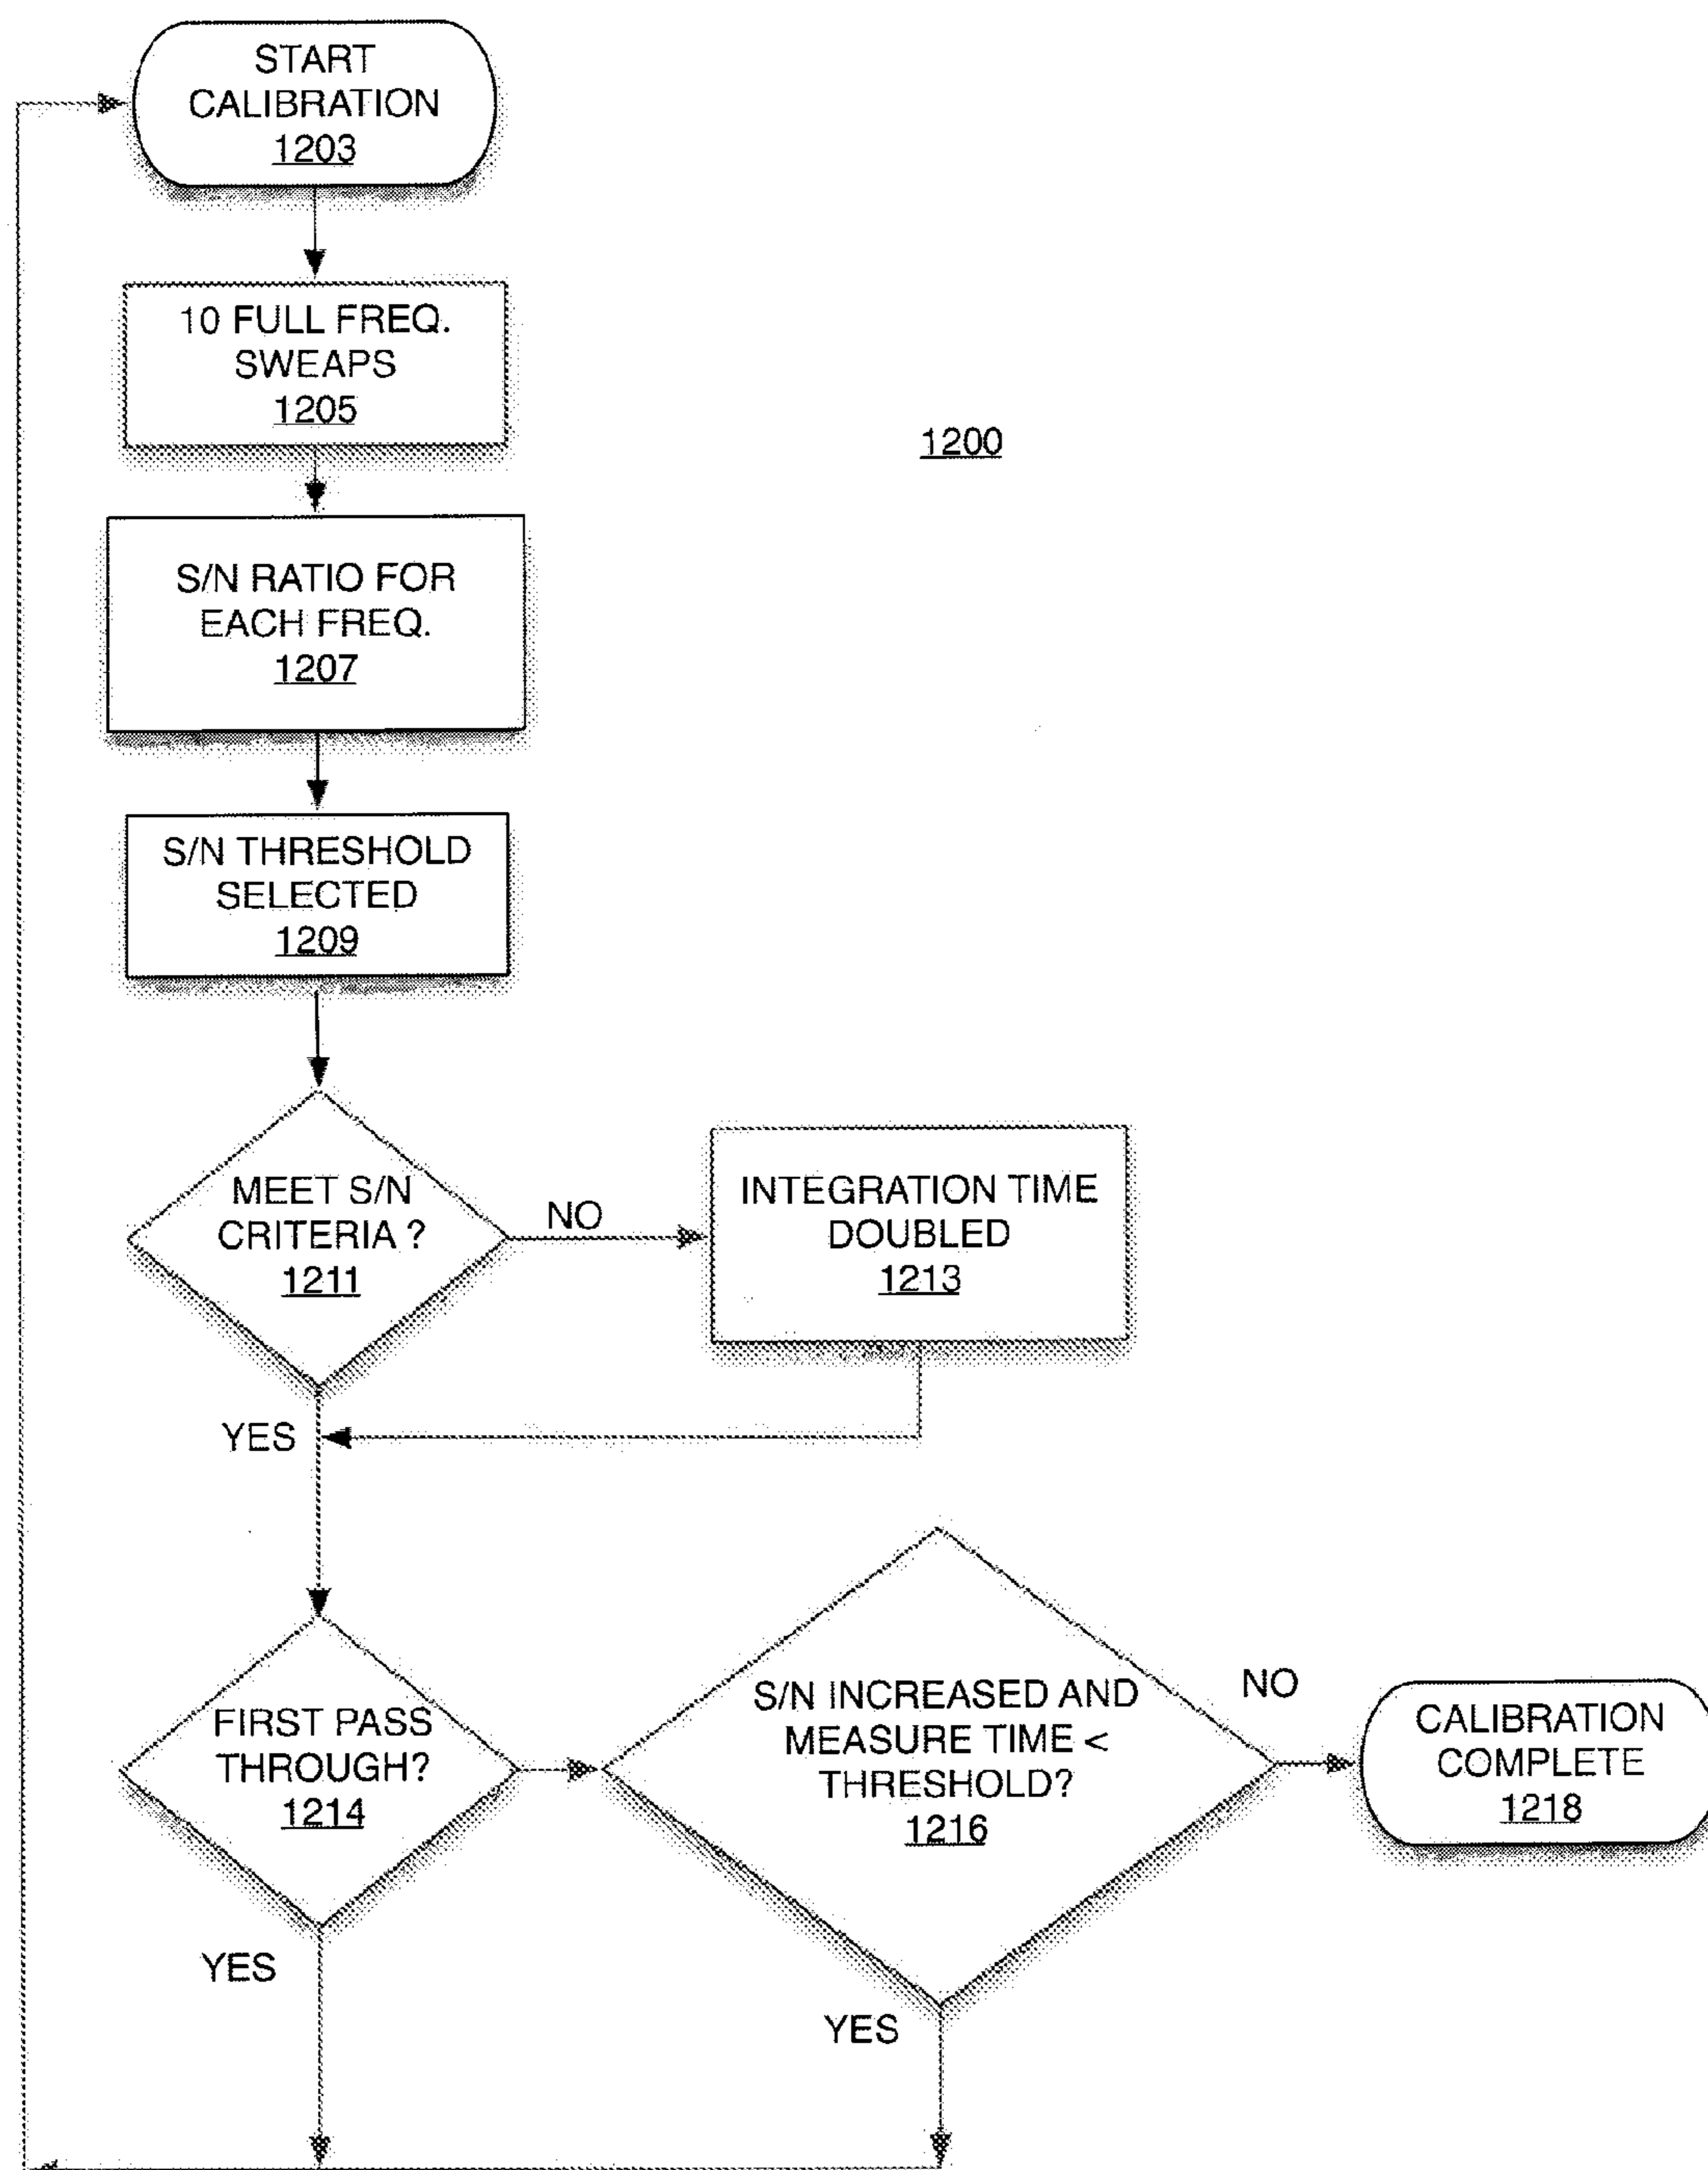 START
CALIBRATION
1203
10 FULL FREQ.
SWEAPS
1205
1200
S/N RATIO FOR
EACH FREQ.
1207
S/N THRESHOLD
SELECTED
1209
MEET S/N
CRITERIA ?
1211
NO
INTEGRATION TIME
DOUBLED
1213
YES
FIRST PASS
THROUGH?
1214
S/N INCREASED AND
MEASURE TIME <
THRESHOLD?
1216
NO
CALIBRATION
COMPLETE
1218
YES
YES